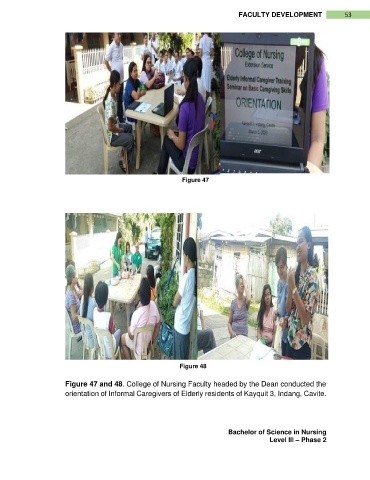 FACULTY DEVELOPMENT 53
College of Nursing
Extension Service
Elderly Informal Caregiver Training
Seminar on Basic Caregiving Skills
ORIENTATION
acer
Figure 47
Figure 48
Figure 47 and 48. College of Nursing Faculty headed by the Dean conducted the
orientation of Informal Caregivers of Elderly residents of Kayquit 3, Indang, Cavite.
Bachelor of Science in Nursing
Level III – Phase 2